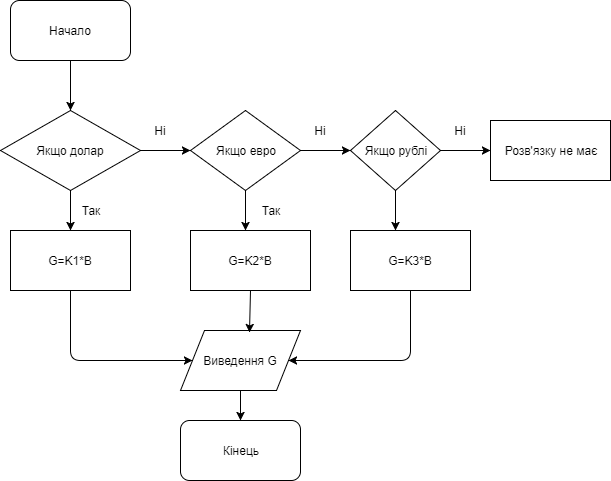 Начало
Якщо долар
Ні
Якщо евро
Ні
Якщо рублі
Ні
Розв'язку не має
Так
Так
G=K1*B
G=K2*B
G=K3*B
Виведення G
Кінець